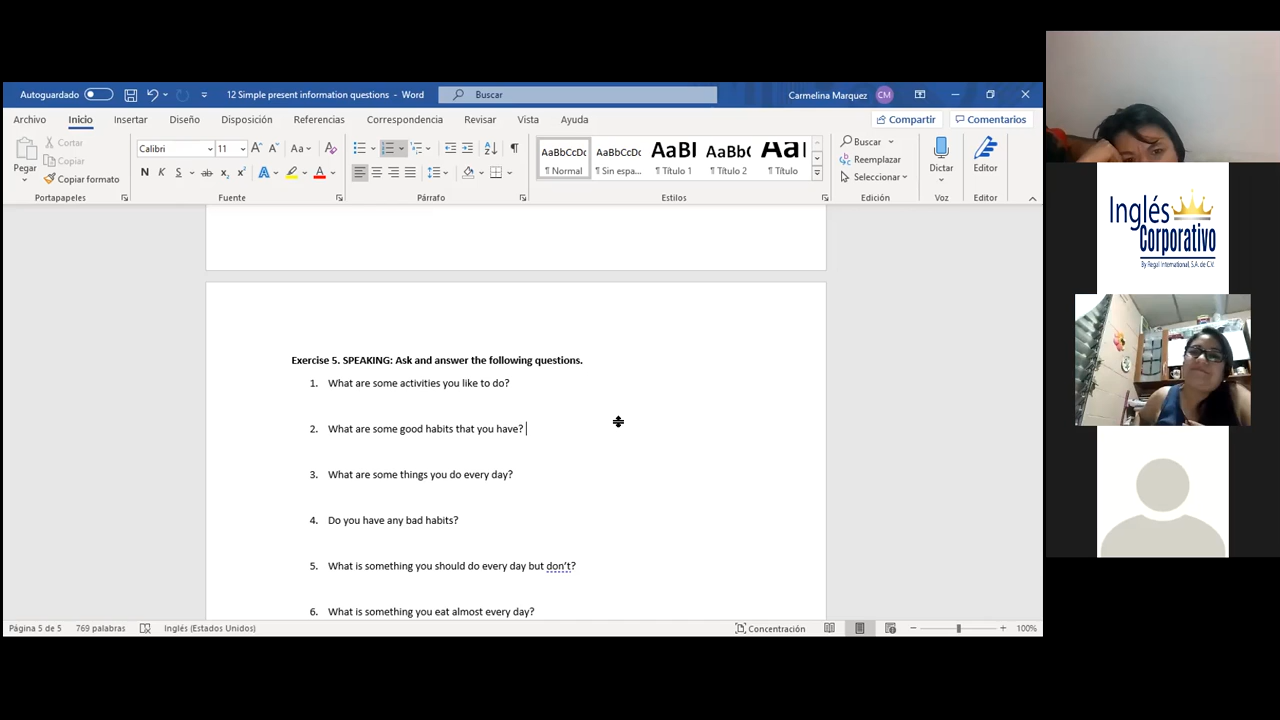 Autoguardado
12 Simple present information questions - Word
Buscar
Carmelina Marquez CM
Archivo Inicio Insertar Diseño Disposición Referencias Correspondencia Revisar Vista Ayuda Compartir Comentarios
Pegar
Cortar
Copiar
Copiar formato
Portapapeles
Calibri 11
Fuente
Párrafo
AaBbCcDc AaBbCcDc AaBl AaBbC AaB
¶ Normal ¶ Sin espa... ¶ Título 1 ¶ Título 2 ¶ Título
Estilos
Buscar
Reemplazar
Seleccionar
Edición
Dictar
Voz
Editor
Editor
Exercise 5. SPEAKING: Ask and answer the following questions.
1. What are some activities you like to do?
2. What are some good habits that you have?
3. What are some things you do every day?
4. Do you have any bad habits?
5. What is something you should do every day but don't?
6. What is something you eat almost every day?
Página 5 de 5 769 palabras Inglés (Estados Unidos) Concentración 100%
Inglés
Corporativo
By Regal International, S.A. de C.V.